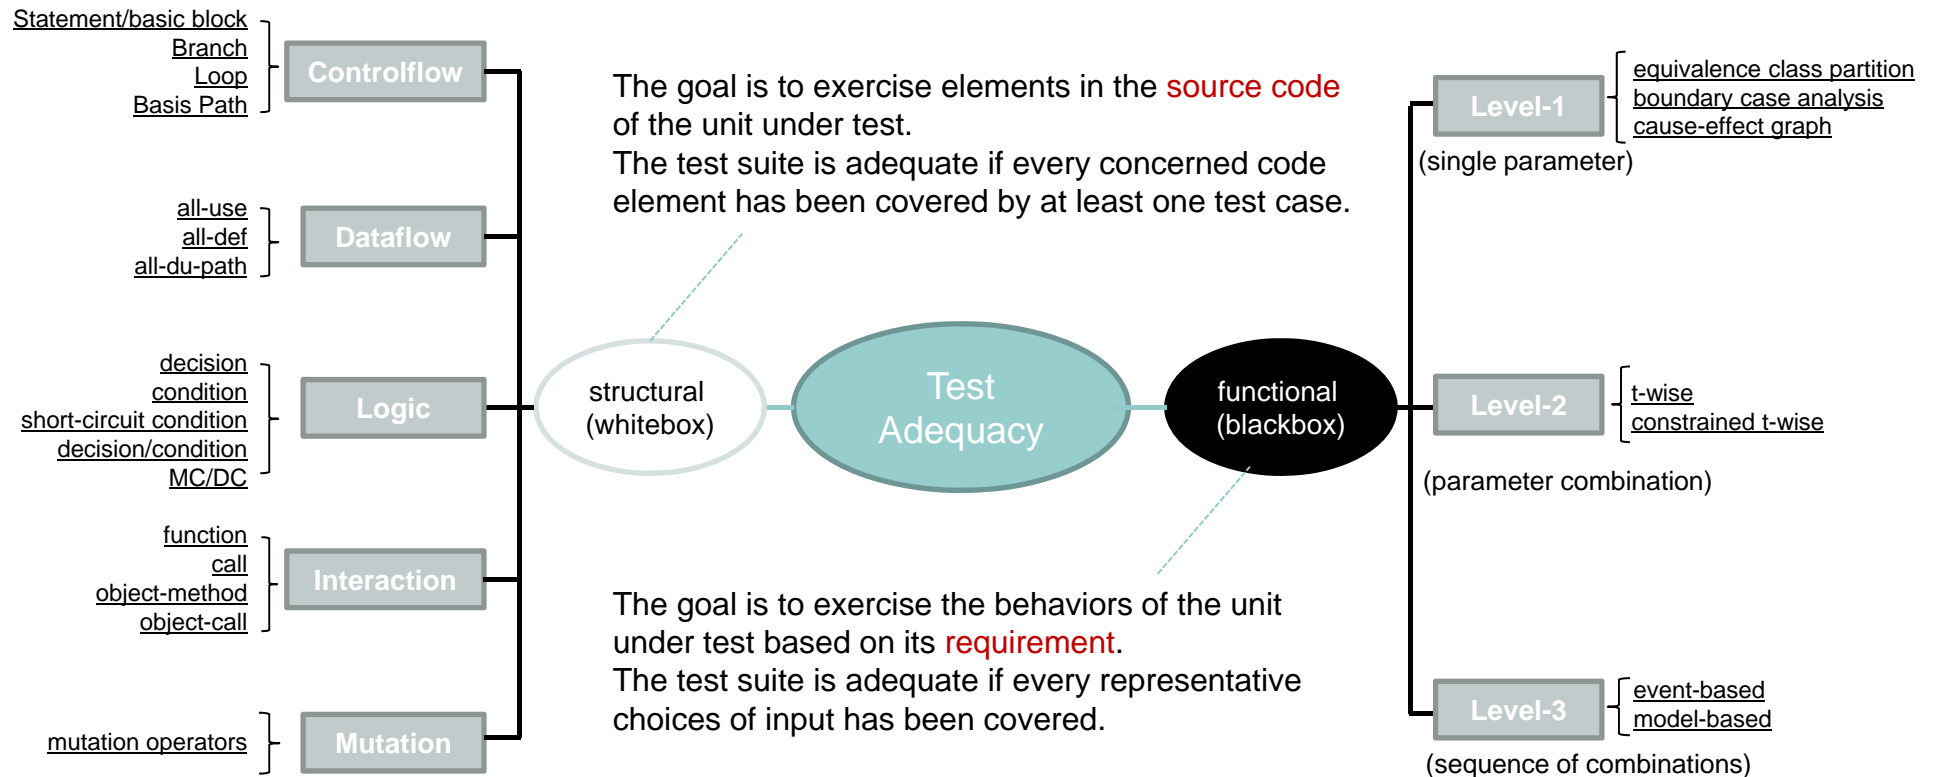 Statement/basic block
Branch
Loop
Basis Path
Controlflow
all-use
all-def
all-du-path
Dataflow
decision
condition
short-circuit condition
decision/condition
MC/DC
Logic
function
call
object-method
object-call
Interaction
mutation operators
Mutation
The goal is to exercise elements in the source code
of the unit under test.
The test suite is adequate if every concerned code
element has been covered by at least one test case.
structural
(whitebox)
Test
Adequacy
functional
(blackbox)
The goal is to exercise the behaviors of the unit
under test based on its requirement.
The test suite is adequate if every representative
choices of input has been covered.
Level-1
(single parameter)
equivalence class partition
boundary case analysis
cause-effect graph
Level-2
(parameter combination)
t-wise
constrained t-wise
Level-3
(sequence of combinations)
event-based
model-based